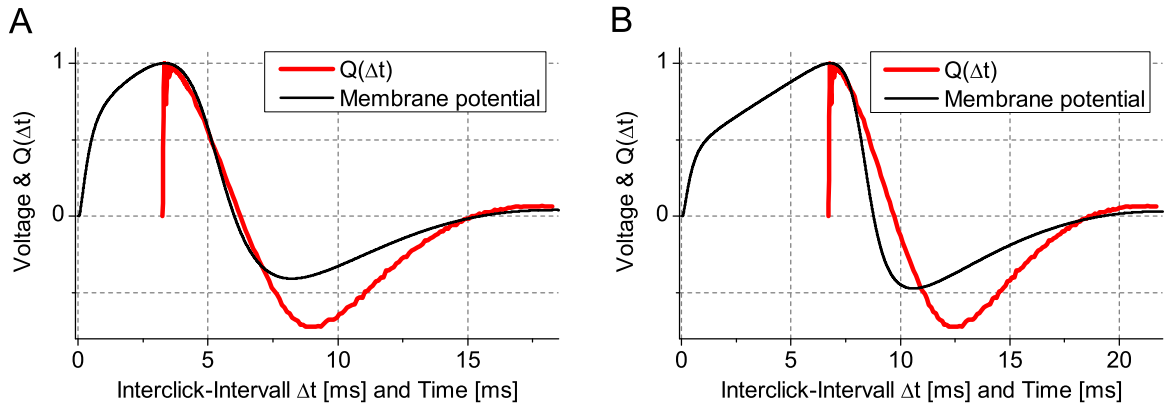 A
Voltage & Q(Δt)
1
0
Q(Δt)
Membrane potential
0 5 10 15
Interclick-Intervall Δt [ms] and Time [ms]
B
Voltage & Q(Δt)
1
0
Q(Δt)
Membrane potential
0 5 10 15 20
Interclick-Intervall Δt [ms] and Time [ms]